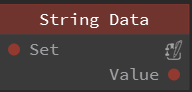 String Data
Set
Value